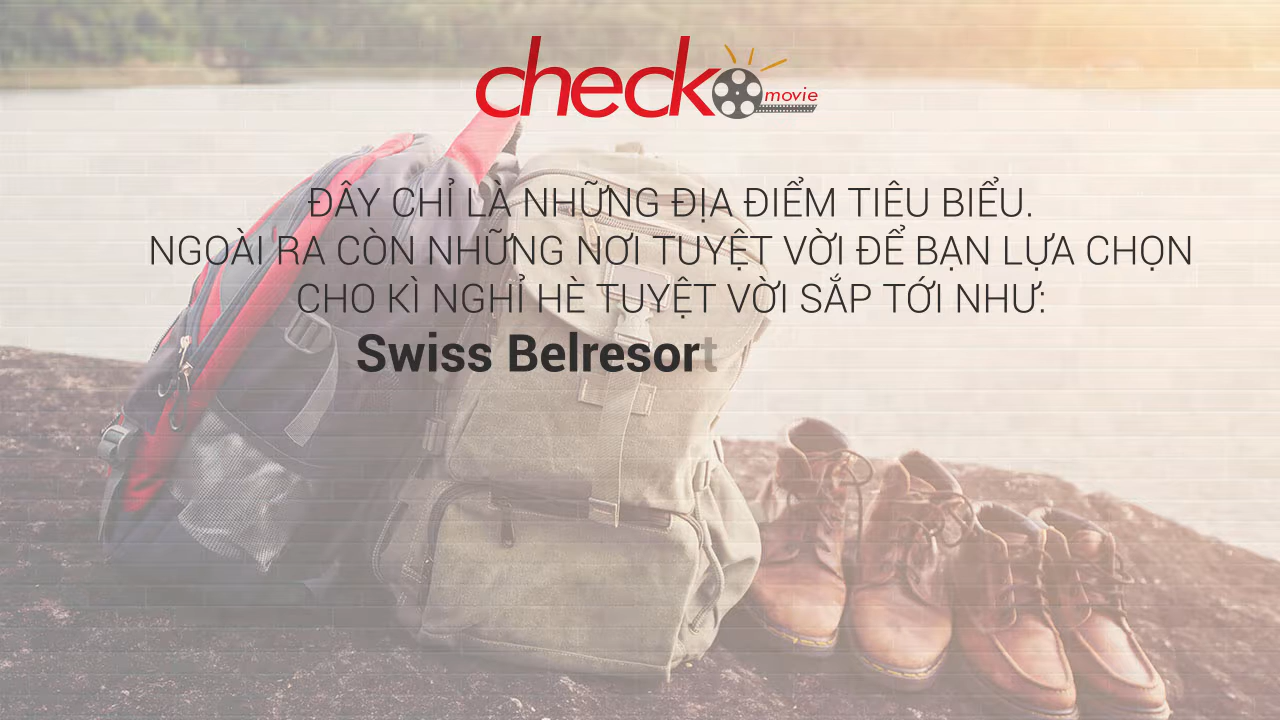 check movie
ĐÂY CHỈ LÀ NHỮNG ĐỊA ĐIỂM TIÊU BIỂU.
NGOÀI RA CÒN NHỮNG NƠI TUYỆT VỜI ĐỂ BẠN LỰA CHỌN
CHO KÌ NGHỈ HÈ TUYỆT VỜI SẮP TỚI NHƯ:
Swiss Belresort